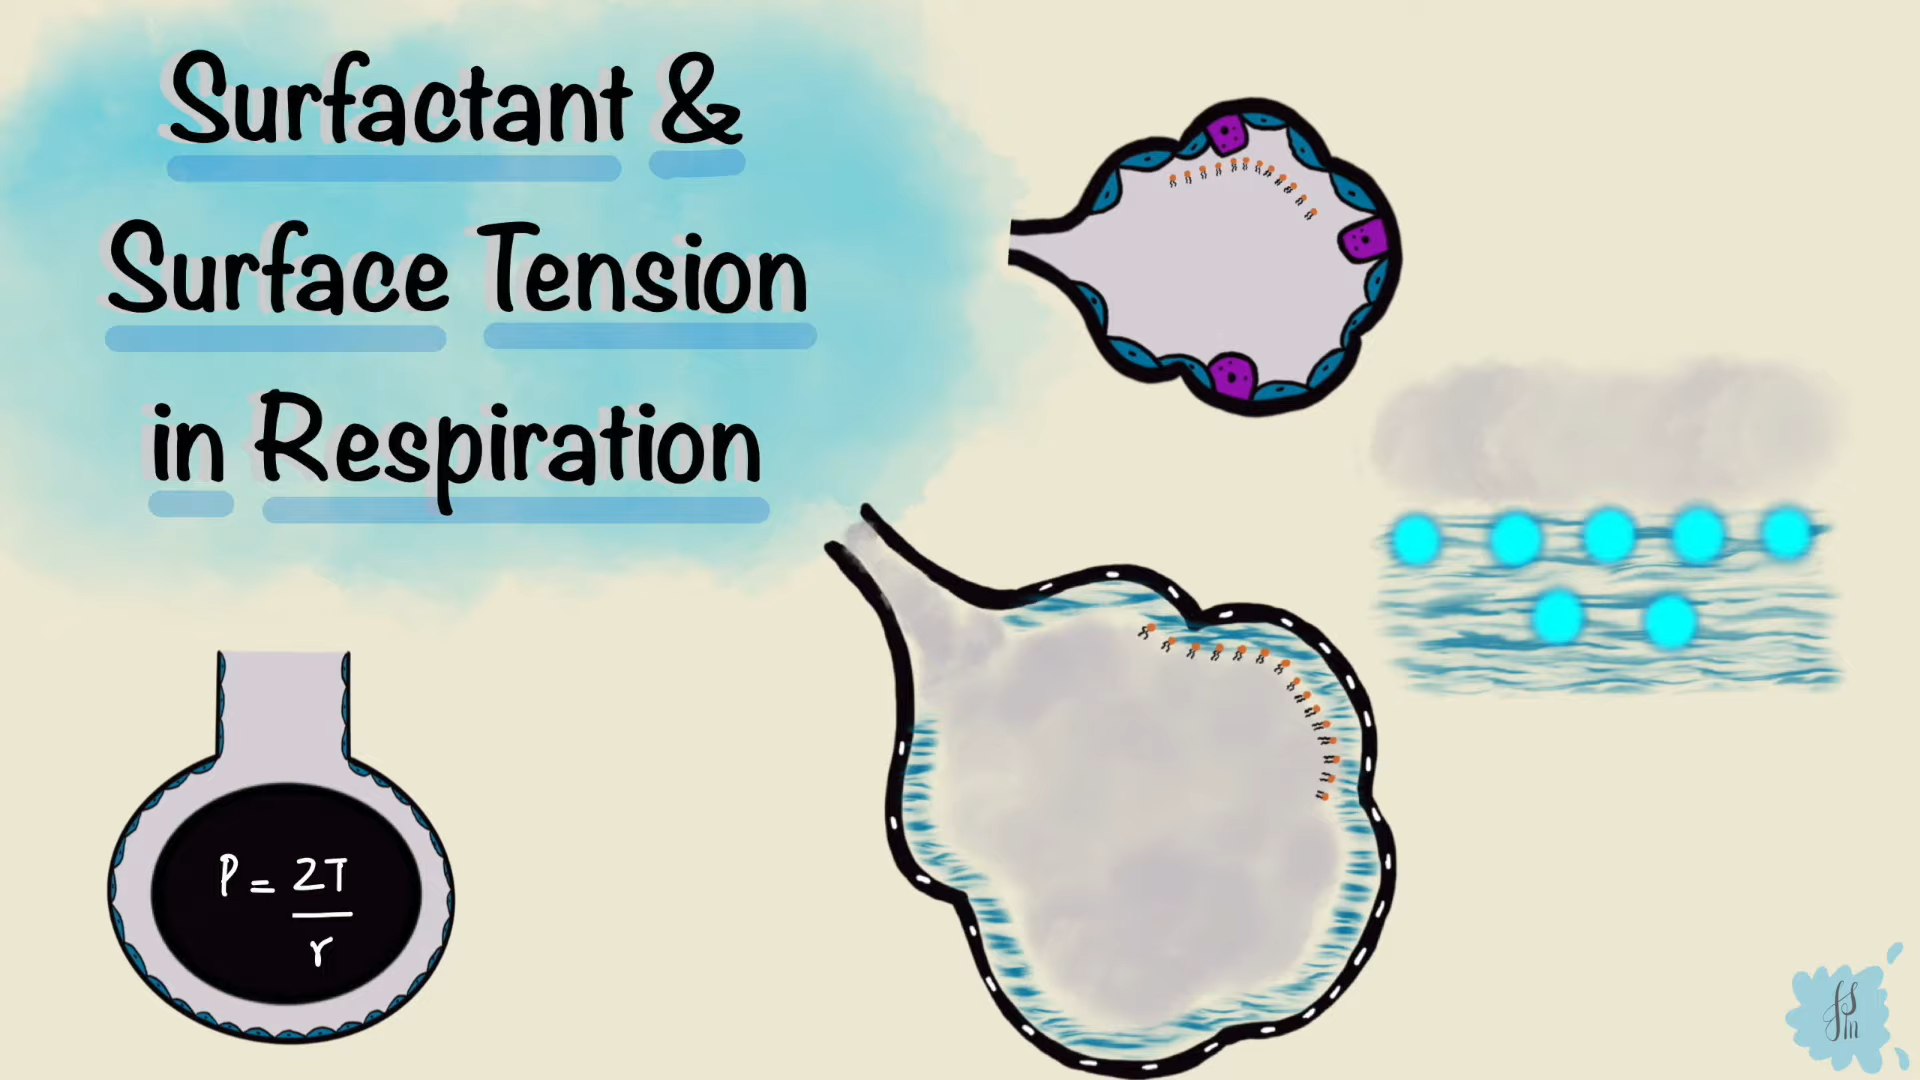 Surfactant &
Surface Tension
in Respiration
P = 2T
r